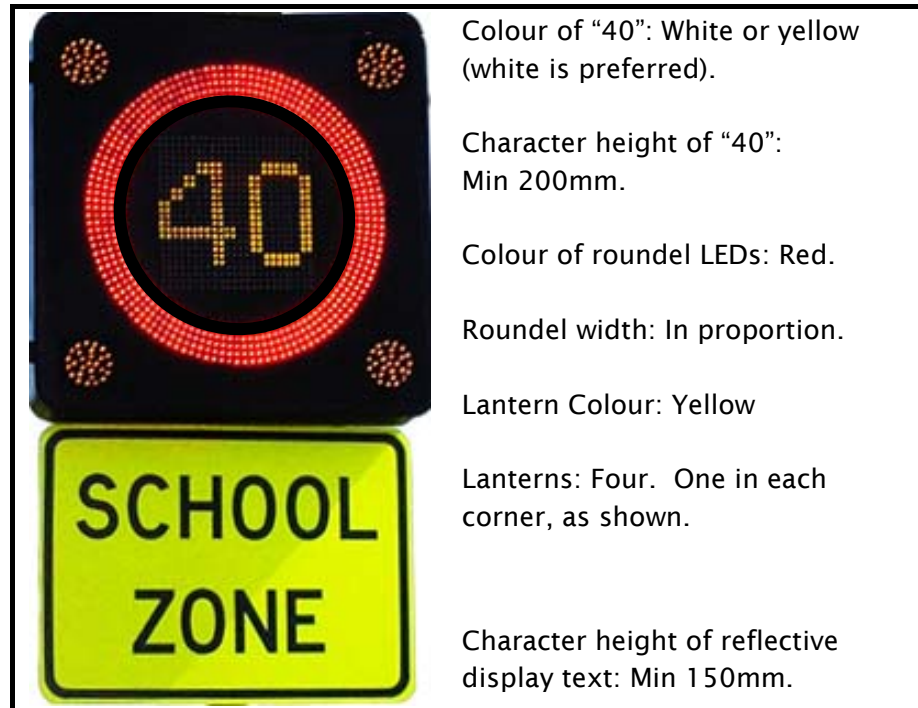 40
SCHOOL
ZONE
Colour of “40”: White or yellow
(white is preferred).
Character height of “40”:
Min 200mm.
Colour of roundel LEDs: Red.
Roundel width: In proportion.
Lantern Colour: Yellow
Lanterns: Four.  One in each
corner, as shown.
Character height of reflective
display text: Min 150mm.